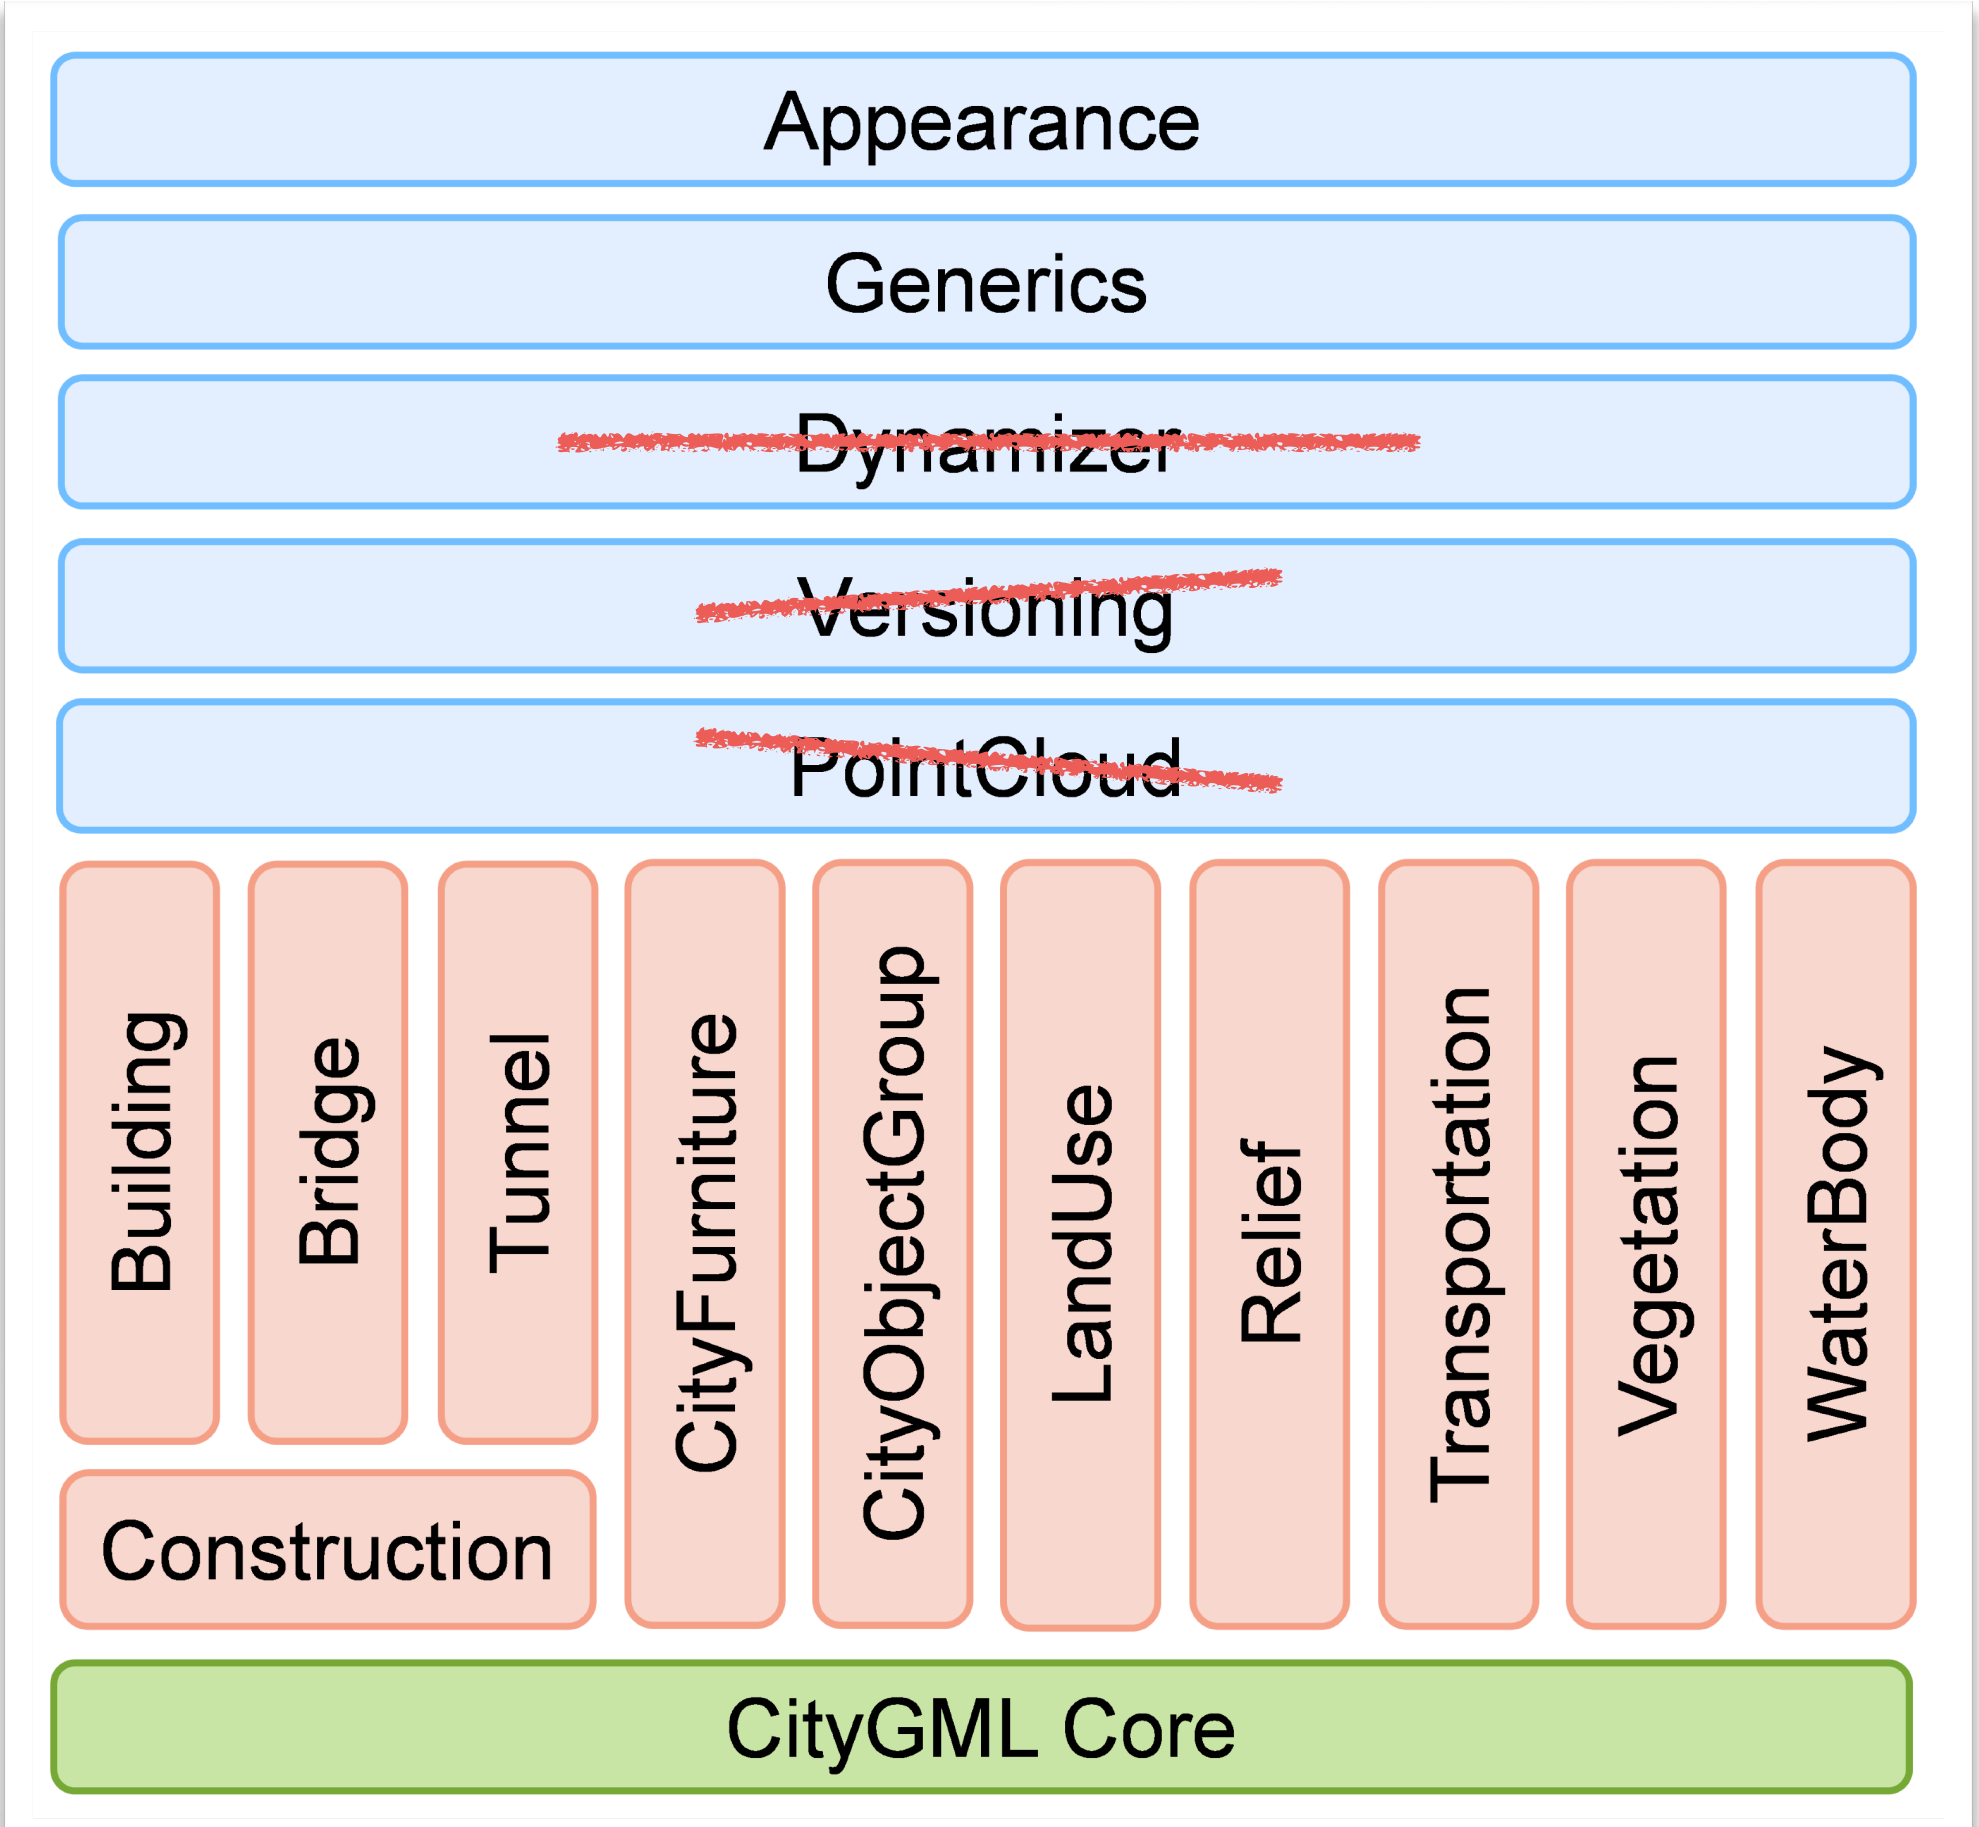 Appearance
Generics
Dynamizer
Versioning
PointCloud
Building
Bridge
Tunnel
CityFurniture
CityObjectGroup
LandUse
Relief
Transportation
Vegetation
WaterBody
Construction
CityGML Core